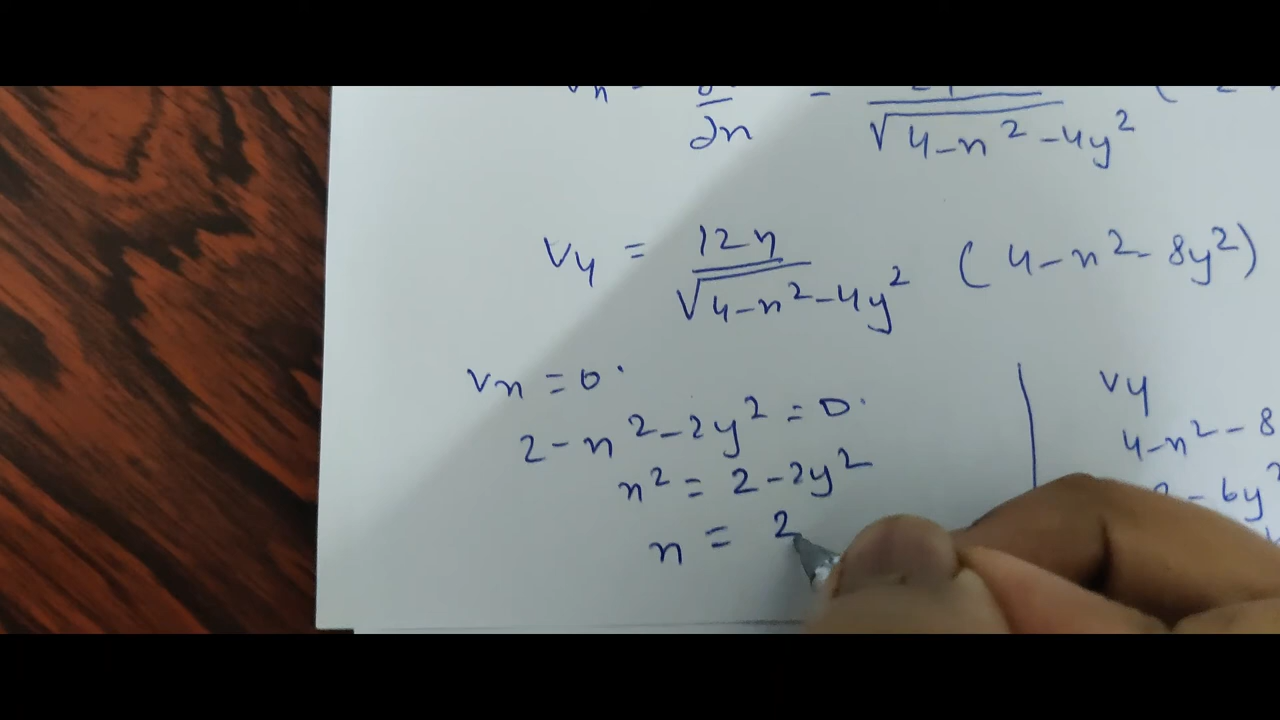 ∂n √4-n²-4y²
Vy = 12n / √4-n²-4y² (4-n²-8y²)
Vn = 0.
2-n²-2y² = 0.
n² = 2-2y²
n = 2
Vy
4-n²-8
- 6y²